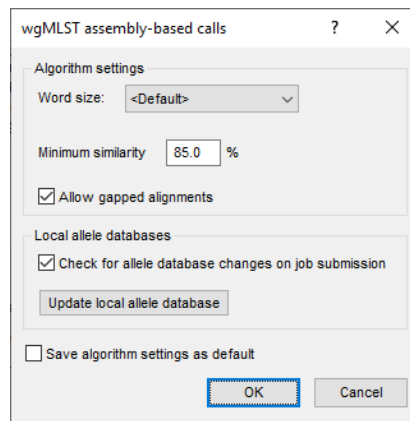 wgMLST assembly-based calls ?
Algorithm settings
Word size: <Default>
Minimum similarity 85.0 %
Allow gapped alignments
Local allele databases
Check for allele database changes on job submission
Update local allele database
Save algorithm settings as default
OK Cancel